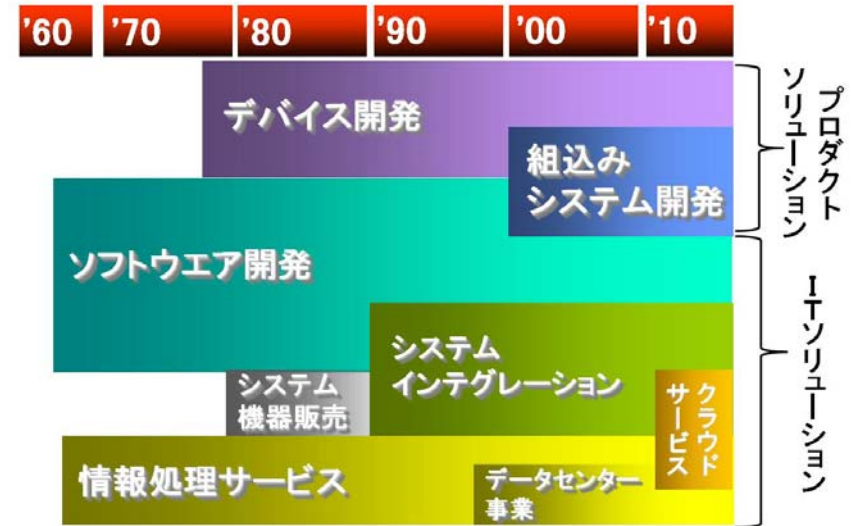 '60 '70 '80 '90 '00 '10
デバイス開発
組込み
システム開発
プロダクト
ソリューション
ソフトウエア開発
システム
インテグレーション
システム
機器販売
クラウド
サービス
ITソリューション
情報処理サービス
データセンター
事業